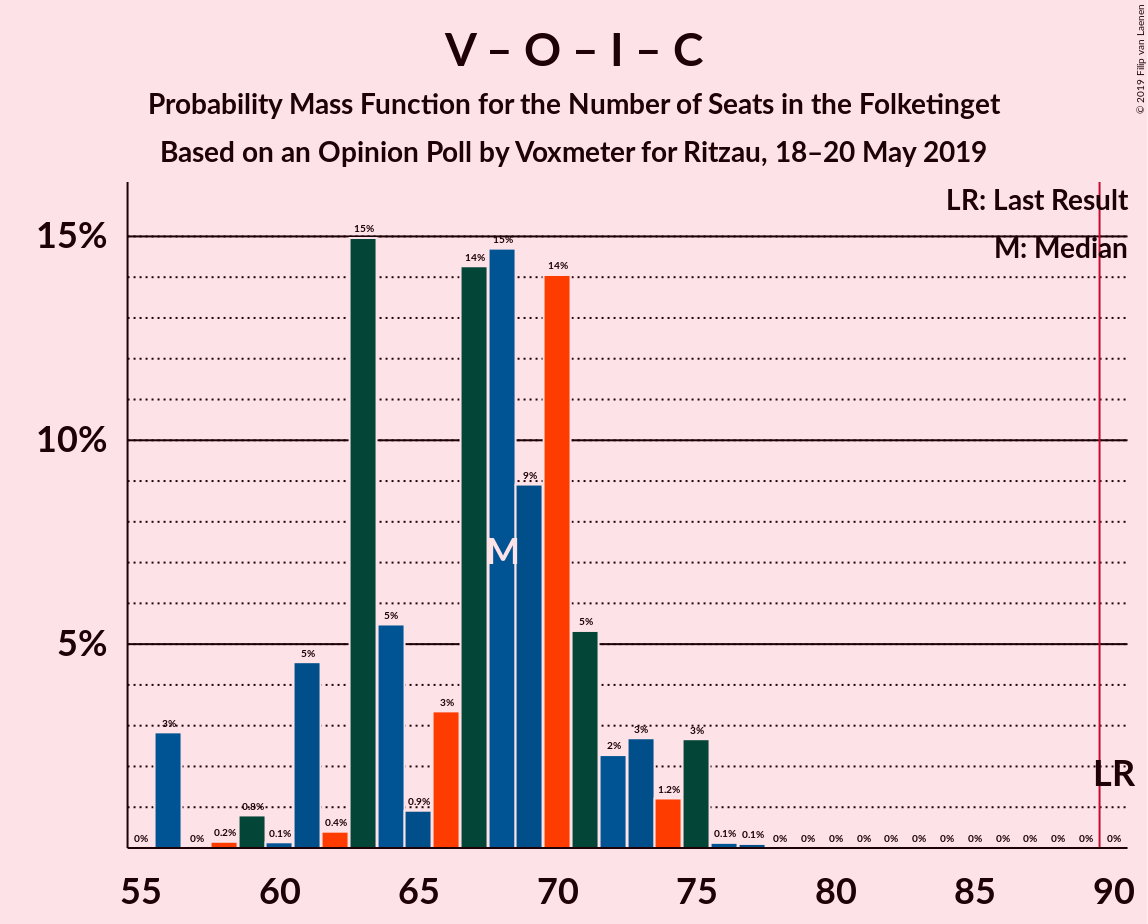 V – O – I – C
Probability Mass Function for the Number of Seats in the Folketinget
Based on an Opinion Poll by Voxmeter for Ritzau, 18–20 May 2019
© 2019 Filip van Laenen
LR: Last Result
M: Median
15%
10%
5%
0% 3% 0% 0.2% 0.8% 0.1% 5% 0.4% 15% 5% 0.9% 3% 14% 15% 9% 14% 5% 2% 3% 1.2% 3% 0.1% 0.1% 0% 0% 0% 0% 0% 0% 0% 0% 0% 0% 0% 0% 0%
M
LR
55 60 65 70 75 80 85 90